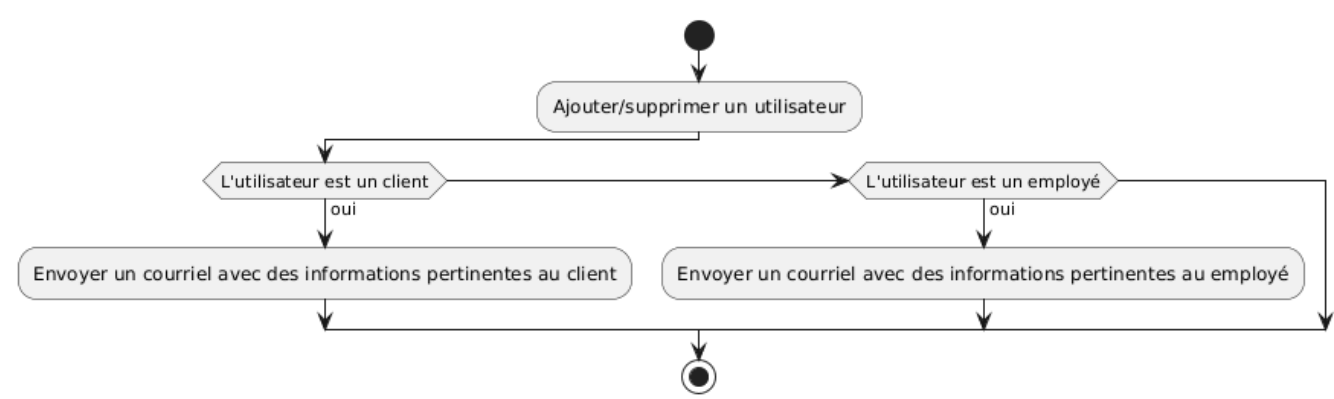 Ajouter/supprimer un utilisateur
L'utilisateur est un client
L'utilisateur est un employé
oui
oui
Envoyer un courriel avec des informations pertinentes au client
Envoyer un courriel avec des informations pertinentes au employé